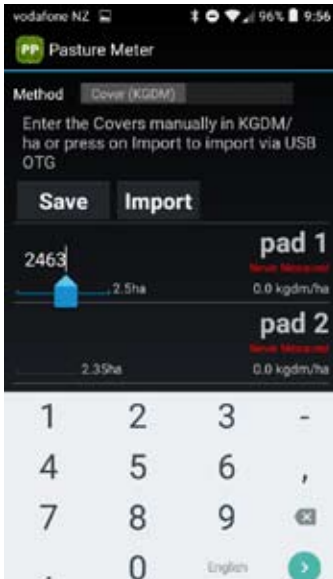 vodafone NZ 96% 9:56
PP Pasture Meter
Method Cover (KGDM)
Enter the Covers manually in KGDM/
ha or press on Import to import via USB
OTG
Save Import
pad 1
2463 Never Measured
2.5ha 0.0 kgdm/ha
pad 2
Never Measured
2.35ha 0.0 kgdm/ha
1 2 3 -
4 5 6 ,
7 8 9
. 0 English